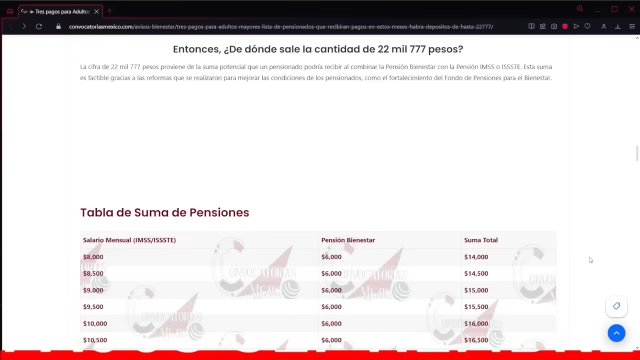 Tres pagos para Adulto
convocatoriasmexico.com/avisos-bienestar/tres-pagos-para-adultos-mayores-lista-de-pensionados-que-recibiran-pagos-en-estos-meses-habra-depositos-de-hasta-22777/
Entonces, ¿De dónde sale la cantidad de 22 mil 777 pesos?
La cifra de 22 mil 777 pesos proviene de la suma potencial que un pensionado podría recibir al combinar la Pensión Bienestar con la Pensión IMSS o ISSSTE. Esta suma
es factible gracias a las reformas que se realizaron para mejorar las condiciones de los pensionados, como el fortalecimiento del Fondo de Pensiones para el Bienestar.
Tabla de Suma de Pensiones
Salario Mensual (IMSS/ISSSTE) Pensión Bienestar Suma Total
$8,000 $6,000 $14,000
$8,500 $6,000 $14,500
$9,000 $6,000 $15,000
$9,500 $6,000 $15,500
$10,000 $6,000 $16,000
$10,500 $6,000 $16,500